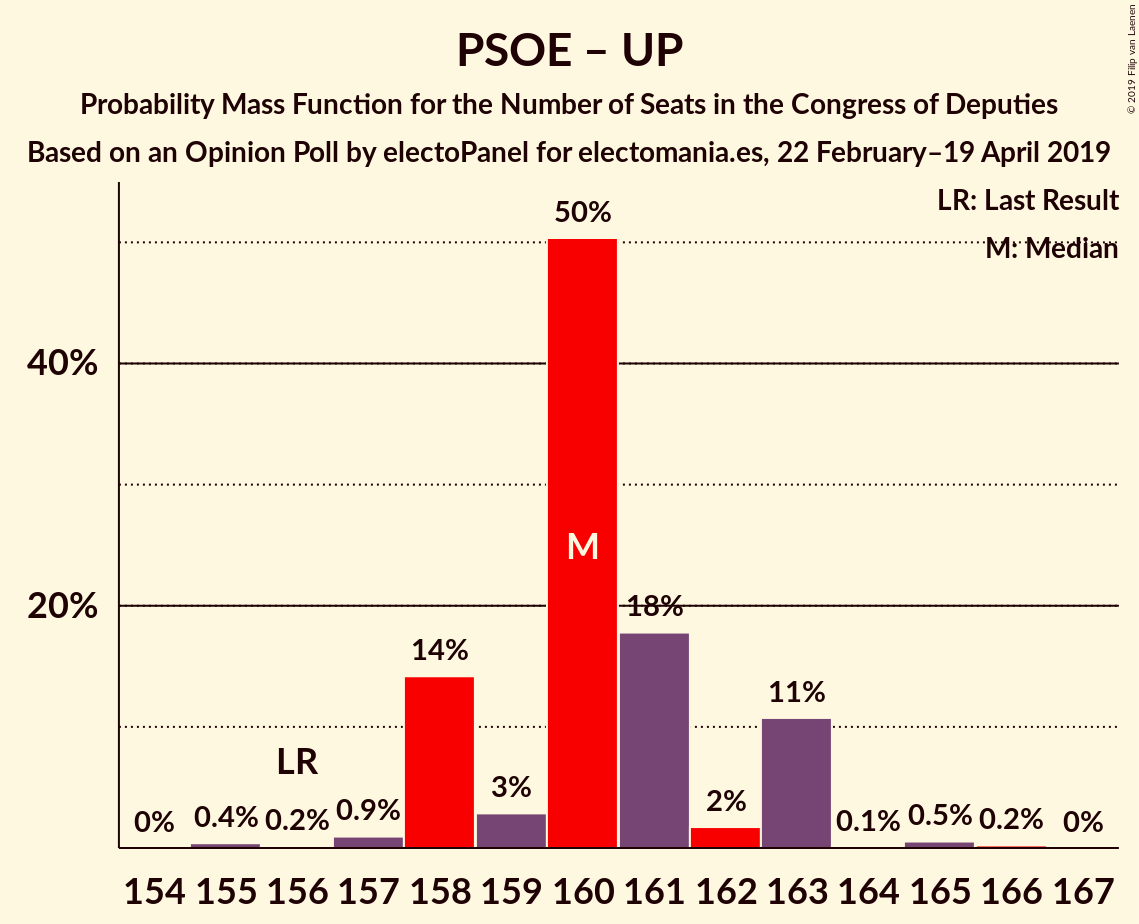 PSOE – UP
Probability Mass Function for the Number of Seats in the Congress of Deputies
Based on an Opinion Poll by electoPanel for electomania.es, 22 February–19 April 2019
© 2019 Filip van Laenen
LR: Last Result
M: Median
50%
40%
M
20%
18%
14%
11%
LR
3%
2%
0% 0.4% 0.2% 0.9% 0.1% 0.5% 0.2% 0%
154 155 156 157 158 159 160 161 162 163 164 165 166 167